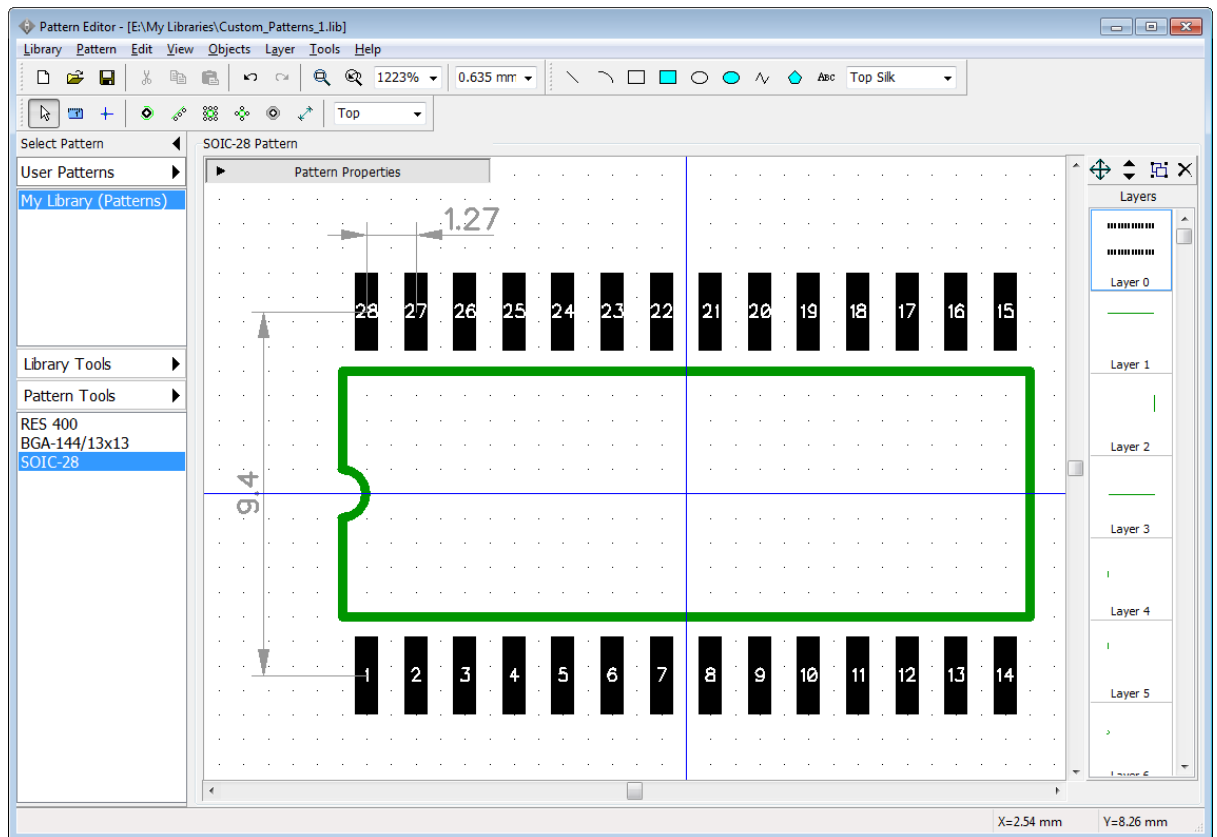 Pattern Editor - [E:\My Libraries\Custom_Patterns_1.lib]
Library Pattern Edit View Objects Layer Tools Help
1223% 0.635 mm ABC Top Silk
Top
Select Pattern
User Patterns
My Library (Patterns)
Library Tools
Pattern Tools
RES 400
BGA-144/13x13
SOIC-28
SOIC-28 Pattern
Pattern Properties
1.27
28 27 26 25 24 23 22 21 20 19 18 17 16 15
9.4
1 2 3 4 5 6 7 8 9 10 11 12 13 14
Layers
Layer 0
Layer 1
Layer 2
Layer 3
Layer 4
Layer 5
Layer 6
X=2.54 mm Y=8.26 mm